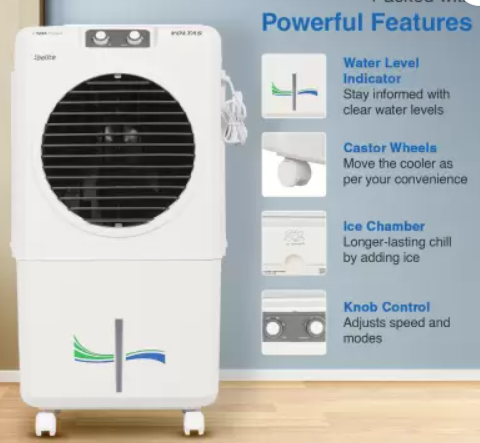 VOLTAS
Powerful Features
Water Level
Indicator
Stay informed with
clear water levels
Castor Wheels
Move the cooler as
per your convenience
Ice Chamber
Longer-lasting chill
by adding ice
Knob Control
Adjusts speed and
modes